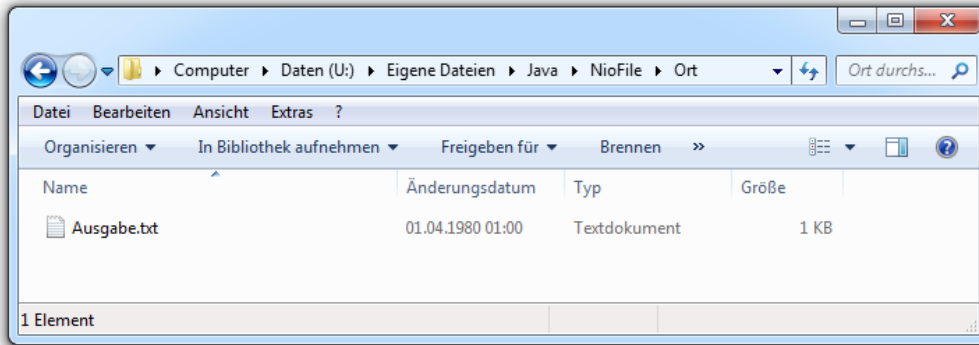 Computer ▸ Daten (U:) ▸ Eigene Dateien ▸ Java ▸ NioFile ▸ Ort Ort durchs...
Datei Bearbeiten Ansicht Extras ?
Organisieren In Bibliothek aufnehmen Freigeben für Brennen »
Name Änderungsdatum Typ Größe
Ausgabe.txt 01.04.1980 01:00 Textdokument 1 KB
1 Element